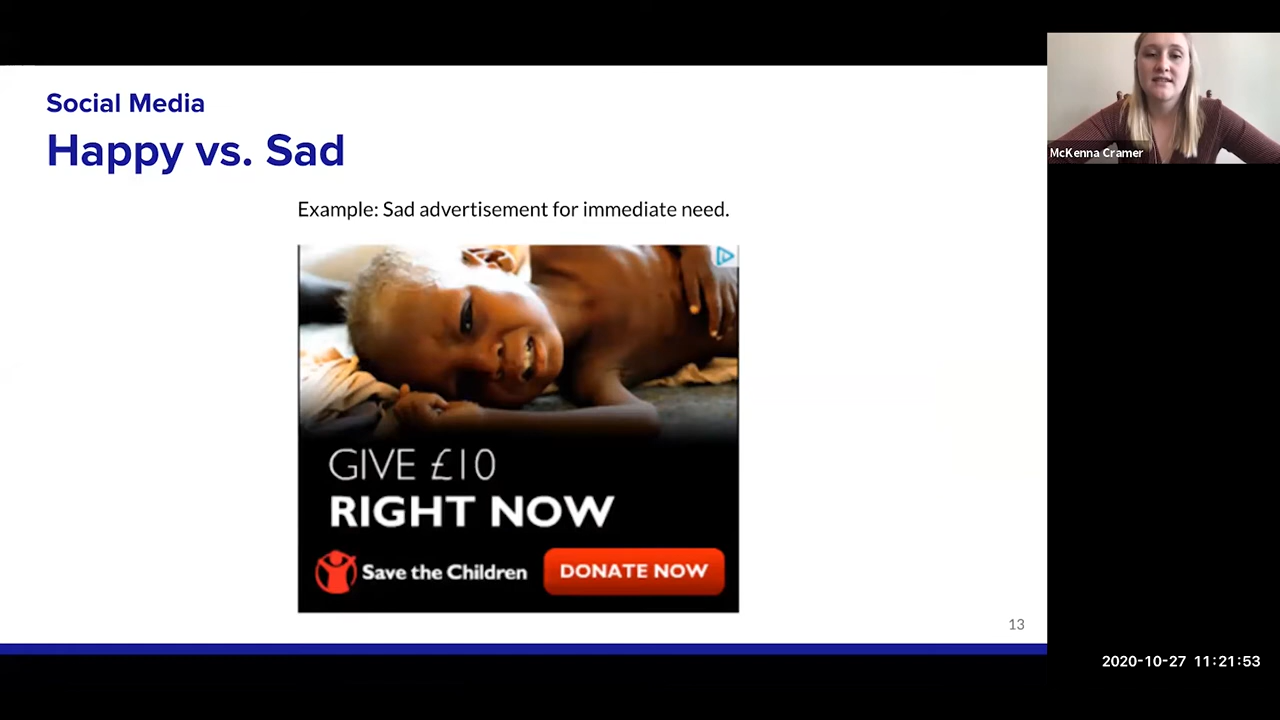 Social Media
Happy vs. Sad
Example: Sad advertisement for immediate need.
GIVE £10
RIGHT NOW
Save the Children
DONATE NOW
13
McKenna Cramer
2020-10-27 11:21:53